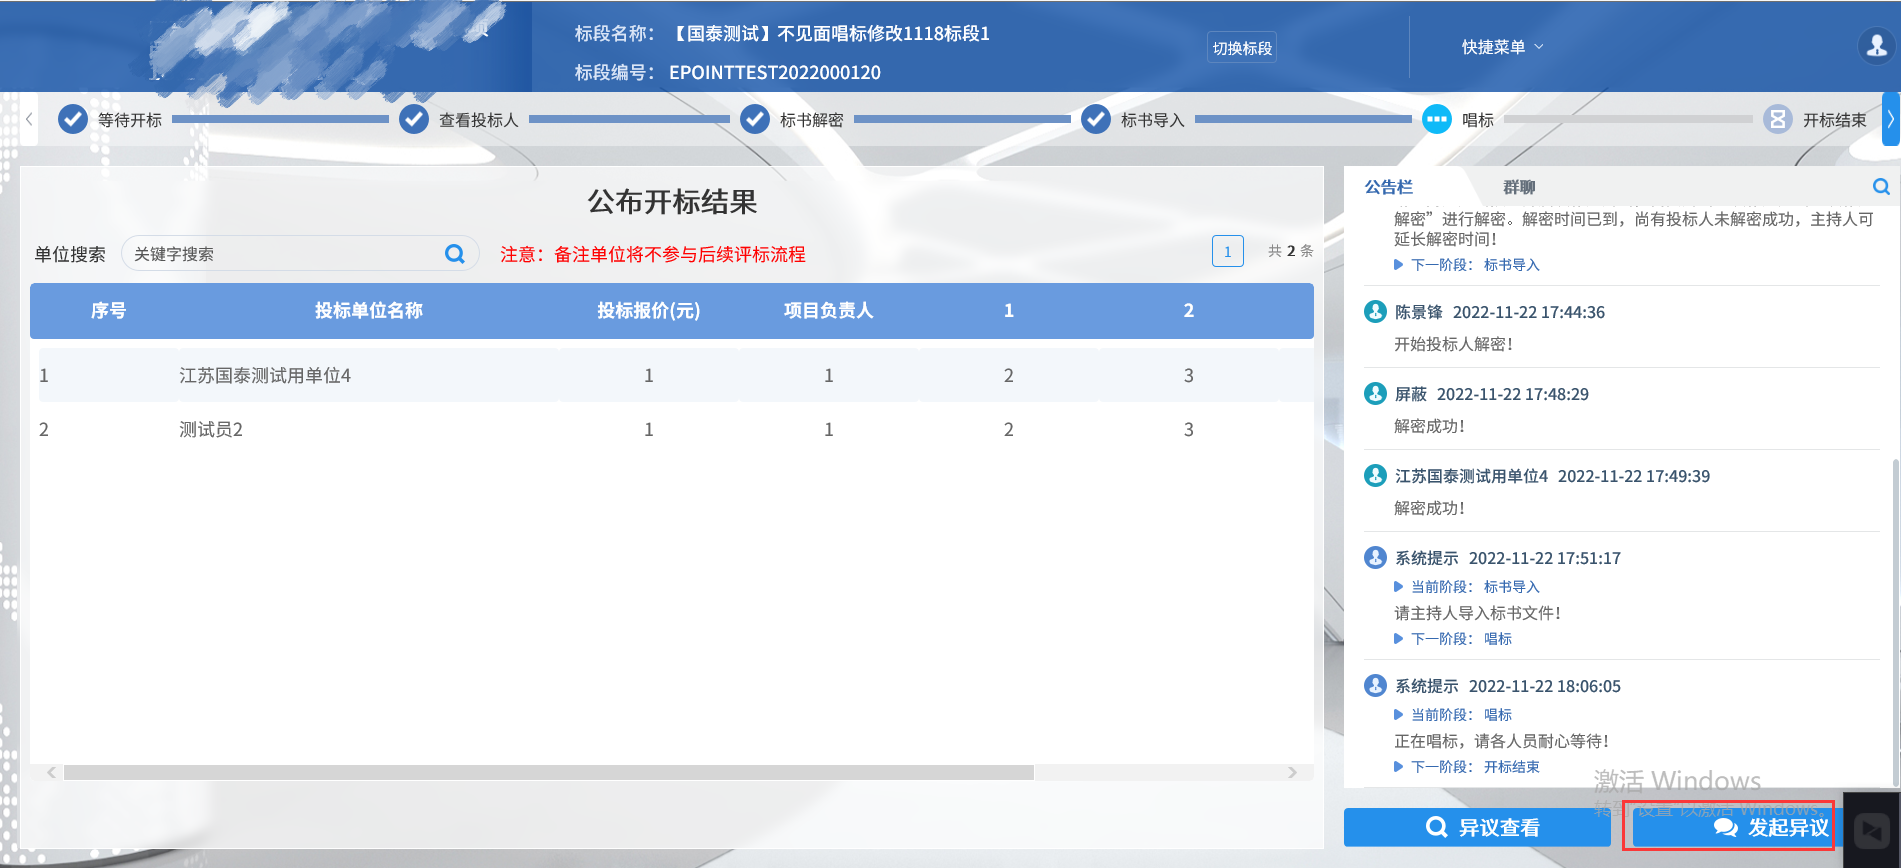 标段名称：【国泰测试】不见面唱标修改1118标段1
标段编号：EPOINTTEST2022000120
切换标段
快捷菜单
等待开标
查看投标人
标书解密
标书导入
唱标
开标结束
公布开标结果
单位搜索 关键字搜索 注意：备注单位将不参与后续评标流程
1 共 2 条
序号 投标单位名称 投标报价(元) 项目负责人 1 2
1 江苏国泰测试用单位4 1 1 2 3
2 测试员2 1 1 2 3
公告栏 群聊
解密”进行解密。解密时间已到，尚有投标人未解密成功，主持人可
延长解密时间！
下一阶段： 标书导入
陈景锋 2022-11-22 17:44:36
开始投标人解密！
屏蔽 2022-11-22 17:48:29
解密成功！
江苏国泰测试用单位4 2022-11-22 17:49:39
解密成功！
系统提示 2022-11-22 17:51:17
当前阶段： 标书导入
请主持人导入标书文件！
下一阶段： 唱标
系统提示 2022-11-22 18:06:05
当前阶段： 唱标
正在唱标，请各人员耐心等待！
下一阶段： 开标结束
激活 Windows
转到"设置"以激活 Windows。
异议查看
发起异议